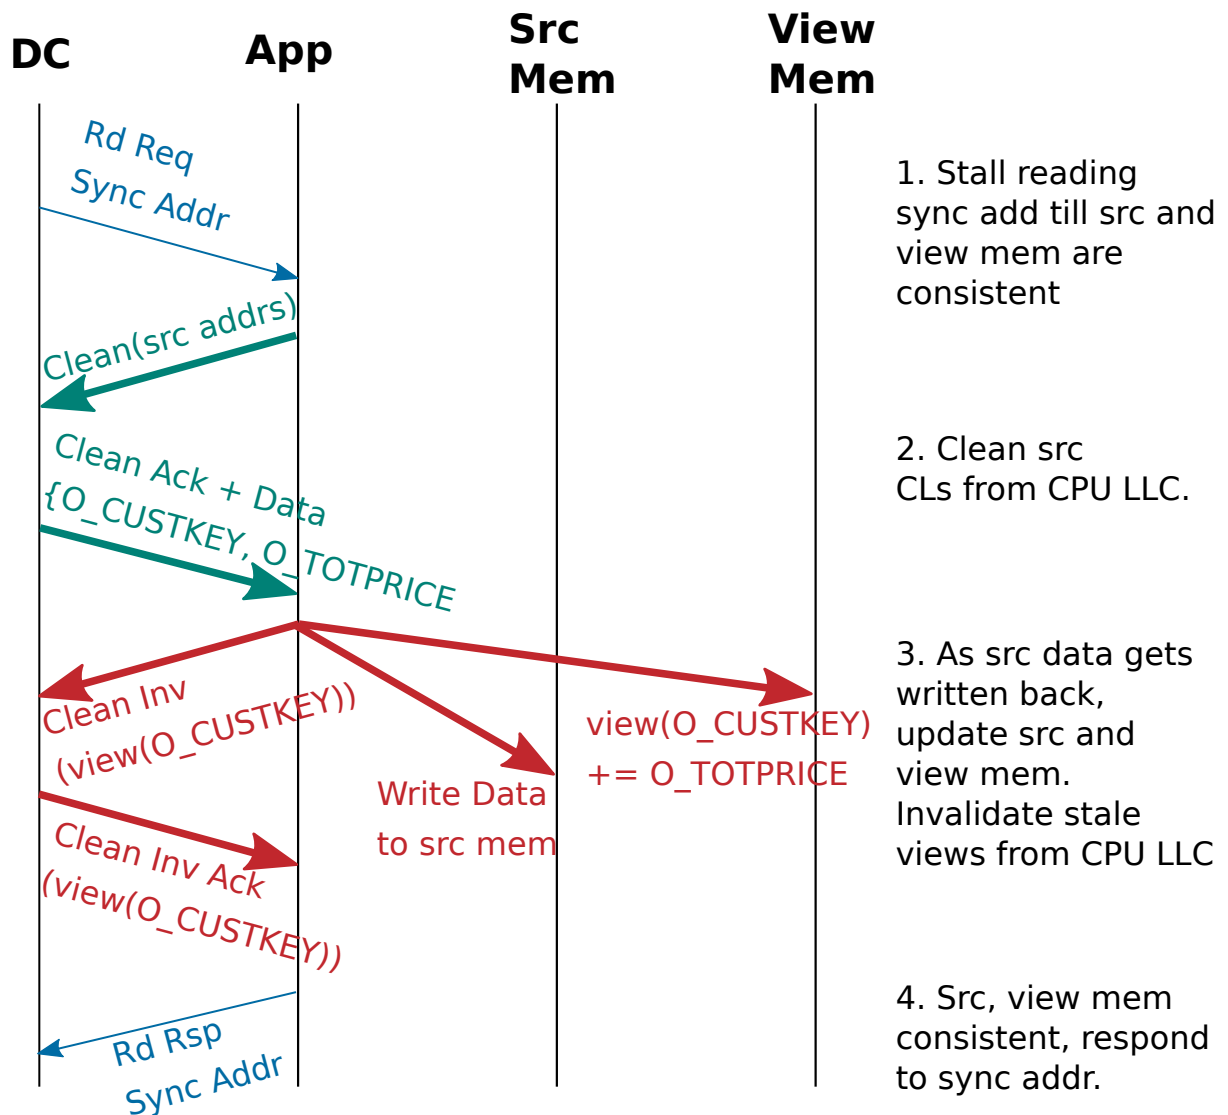 DC
App
Src
Mem
View
Mem
Rd Req
Sync Addr
1. Stall reading
sync add till src and
view mem are
consistent
Clean(src addrs)
Clean Ack + Data
{O_CUSTKEY, O_TOTPRICE
2. Clean src
CLs from CPU LLC.
Clean Inv
(view(O_CUSTKEY))
Write Data
to src mem
view(O_CUSTKEY)
+= O_TOTPRICE
3. As src data gets
written back,
update src and
view mem.
Invalidate stale
views from CPU LLC
Clean Inv Ack
(view(O_CUSTKEY))
Rd Rsp
Sync Addr
4. Src, view mem
consistent, respond
to sync addr.